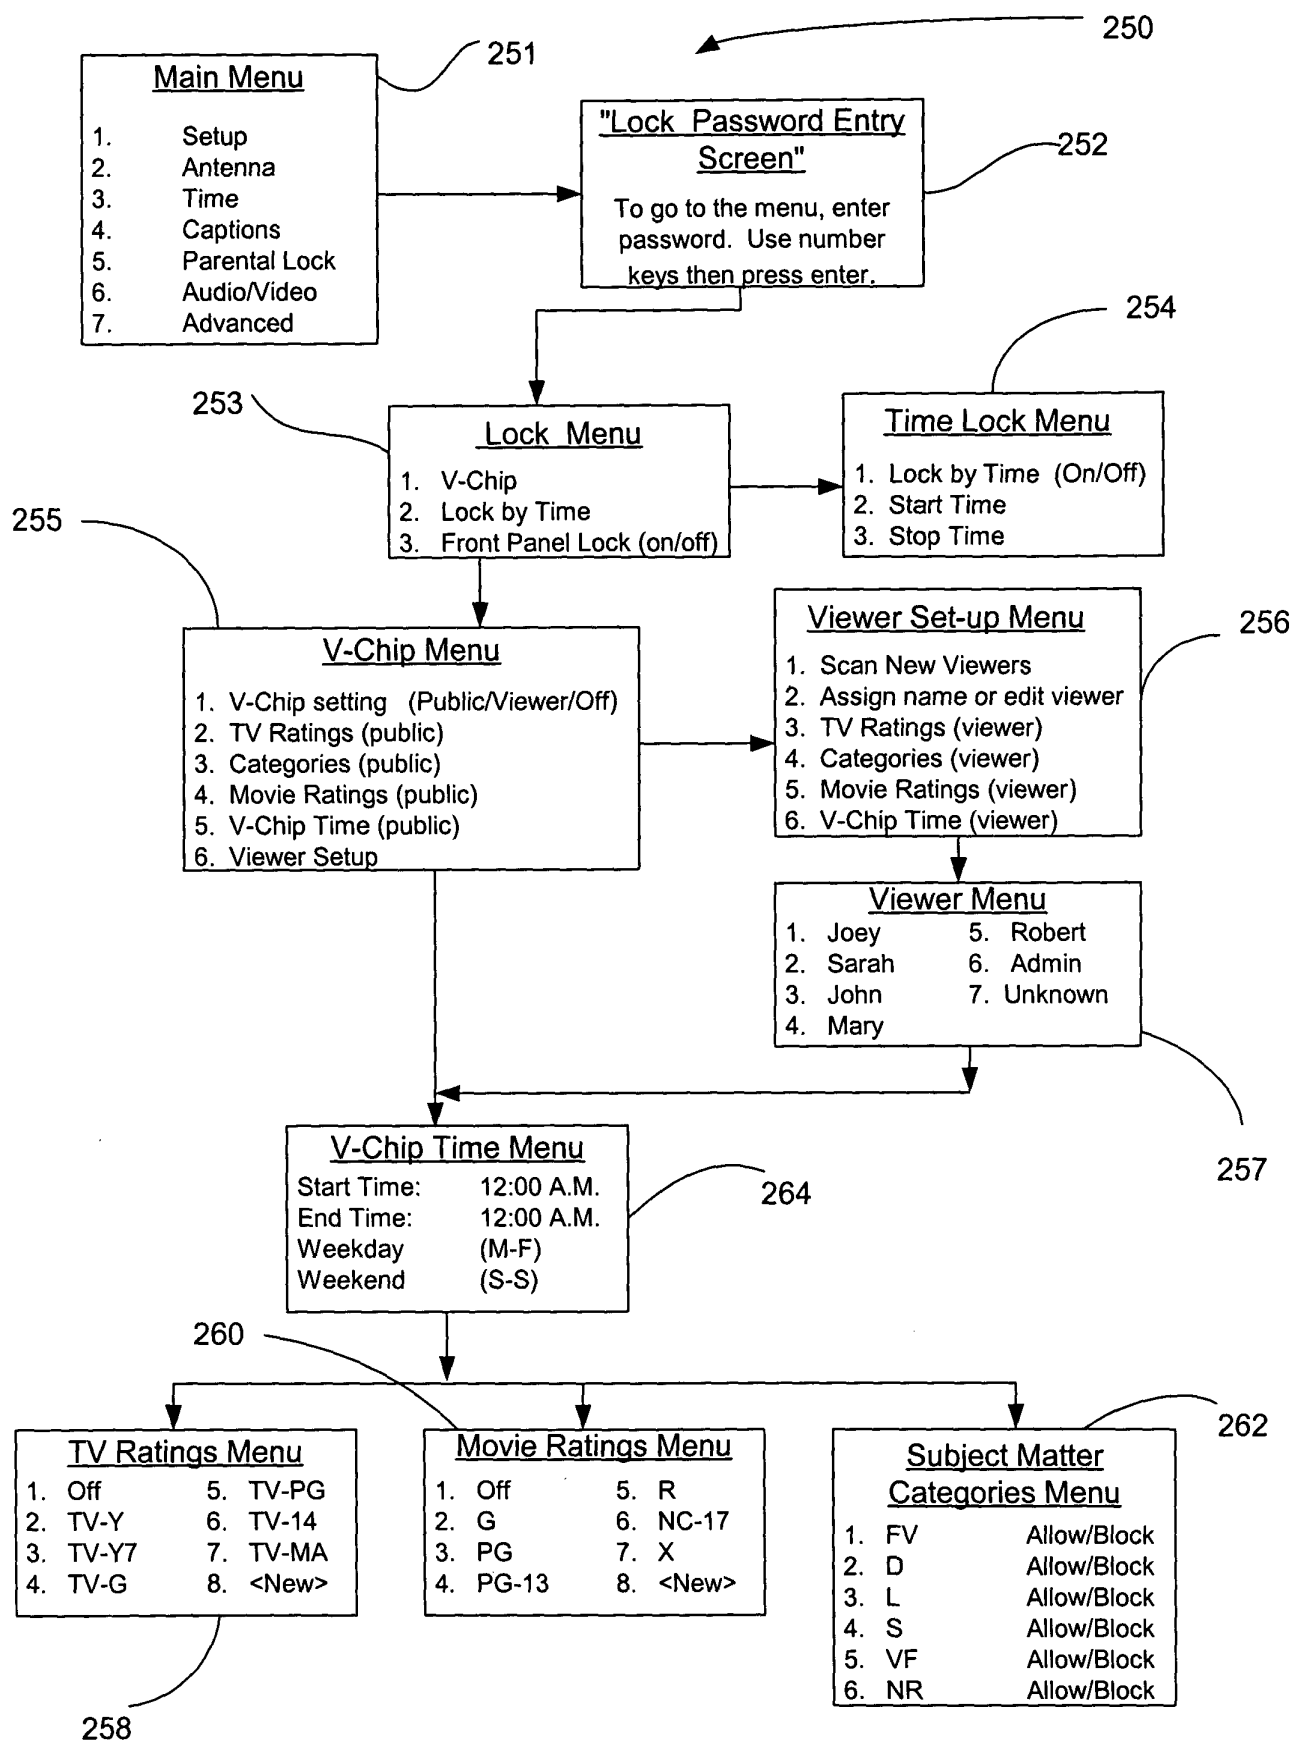 250
251
Main Menu
1. Setup
2. Antenna
3. Time
4. Captions
5. Parental Lock
6. Audio/Video
7. Advanced
"Lock Password Entry
Screen"
To go to the menu, enter
password. Use number
keys then press enter.
252
253
Lock Menu
1. V-Chip
2. Lock by Time
3. Front Panel Lock (on/off)
254
Time Lock Menu
1. Lock by Time (On/Off)
2. Start Time
3. Stop Time
255
V-Chip Menu
1. V-Chip setting (Public/Viewer/Off)
2. TV Ratings (public)
3. Categories (public)
4. Movie Ratings (public)
5. V-Chip Time (public)
6. Viewer Setup
Viewer Set-up Menu
1. Scan New Viewers
2. Assign name or edit viewer
3. TV Ratings (viewer)
4. Categories (viewer)
5. Movie Ratings (viewer)
6. V-Chip Time (viewer)
256
Viewer Menu
1. Joey 5. Robert
2. Sarah 6. Admin
3. John 7. Unknown
4. Mary
257
V-Chip Time Menu
Start Time: 12:00 A.M.
End Time: 12:00 A.M.
Weekday (M-F)
Weekend (S-S)
264
260
TV Ratings Menu
1. Off 5. TV-PG
2. TV-Y 6. TV-14
3. TV-Y7 7. TV-MA
4. TV-G 8. <New>
258
Movie Ratings Menu
1. Off 5. R
2. G 6. NC-17
3. PG 7. X
4. PG-13 8. <New>
262
Subject Matter
Categories Menu
1. FV Allow/Block
2. D Allow/Block
3. L Allow/Block
4. S Allow/Block
5. VF Allow/Block
6. NR Allow/Block